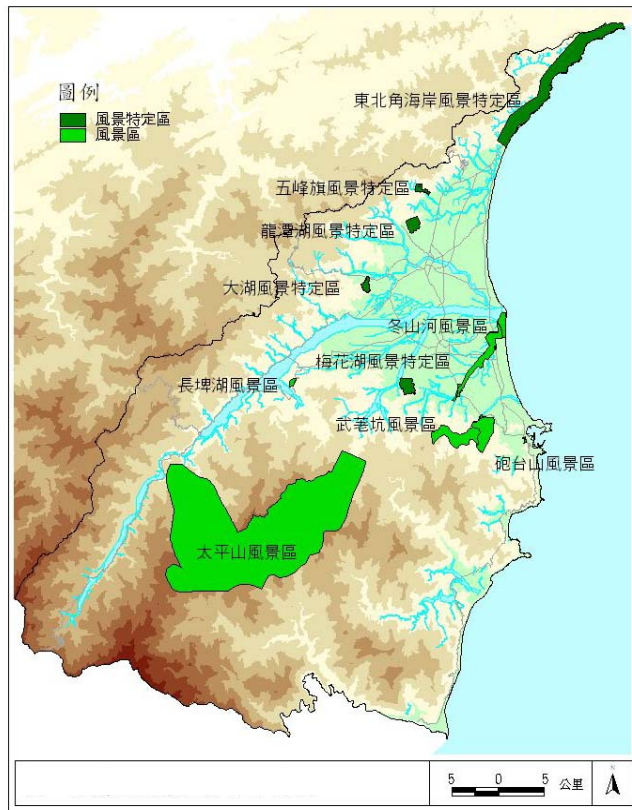 圖例
風景特定區
風景區
東北角海岸風景特定區
五峰旗風景特定區
龍潭湖風景特定區
大湖風景特定區
冬山河風景區
梅花湖風景特定區
長埤湖風景區
武荖坑風景區
砲台山風景區
太平山風景區
5 0 5 公里
N